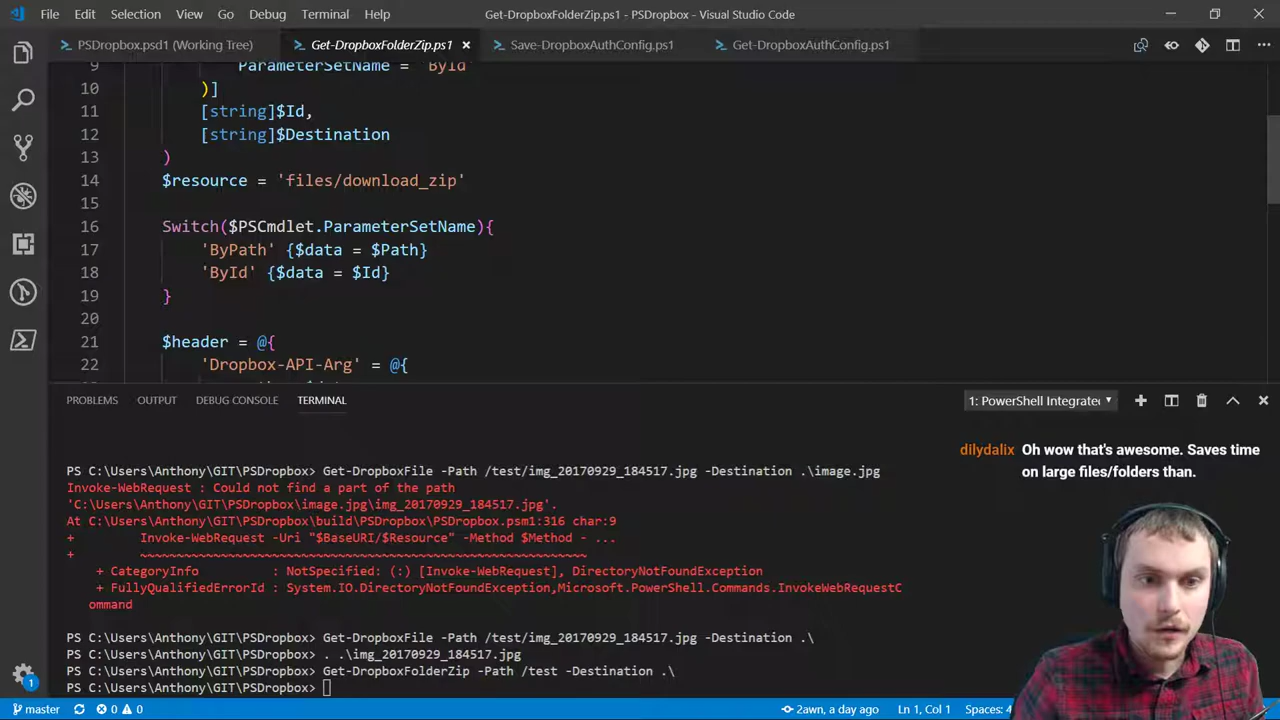 File Edit Selection View Go Debug Terminal Help
Get-DropboxFolderZip.ps1 - PSDropbox - Visual Studio Code
PSDropbox.psd1 (Working Tree)
Get-DropboxFolderZip.ps1
Save-DropboxAuthConfig.ps1
Get-DropboxAuthConfig.ps1
9 ParameterSetName = 'ById'
10 )]
11 [string]$Id,
12 [string]$Destination
13 )
14 $resource = 'files/download_zip'
15
16 Switch($PSCmdlet.ParameterSetName){
17 'ByPath' {$data = $Path}
18 'ById' {$data = $Id}
19 }
20
21 $header = @{
22 'Dropbox-API-Arg' = @{
PROBLEMS OUTPUT DEBUG CONSOLE TERMINAL
1: PowerShell Integrate
PS C:\Users\Anthony\GIT\PSDropbox> Get-DropboxFile -Path /test/img_20170929_184517.jpg -Destination .\image.jpg
Invoke-WebRequest : Could not find a part of the path
'C:\Users\Anthony\GIT\PSDropbox\image.jpg\img_20170929_184517.jpg'.
At C:\Users\Anthony\GIT\PSDropbox\build\PSDropbox\PSDropbox.psm1:316 char:9
+ Invoke-WebRequest -Uri "$BaseURI/$Resource" -Method $Method - ...
+ ~~~~~~~~~~~~~~~~~~~~~~~~~~~~~~~~~~~~~~~~~~~~~~~~~~~~~~~~~~~~~
+ CategoryInfo : NotSpecified: (:) [Invoke-WebRequest], DirectoryNotFoundException
+ FullyQualifiedErrorId : System.IO.DirectoryNotFoundException,Microsoft.PowerShell.Commands.InvokeWebRequestC
ommand
PS C:\Users\Anthony\GIT\PSDropbox> Get-DropboxFile -Path /test/img_20170929_184517.jpg -Destination .\
PS C:\Users\Anthony\GIT\PSDropbox> . .\img_20170929_184517.jpg
PS C:\Users\Anthony\GIT\PSDropbox> Get-DropboxFolderZip -Path /test -Destination .\
PS C:\Users\Anthony\GIT\PSDropbox>
dilydalix Oh wow that's awesome. Saves time
on large files/folders than.
1
master 0 0 2awn, a day ago Ln 1, Col 1 Spaces: 4